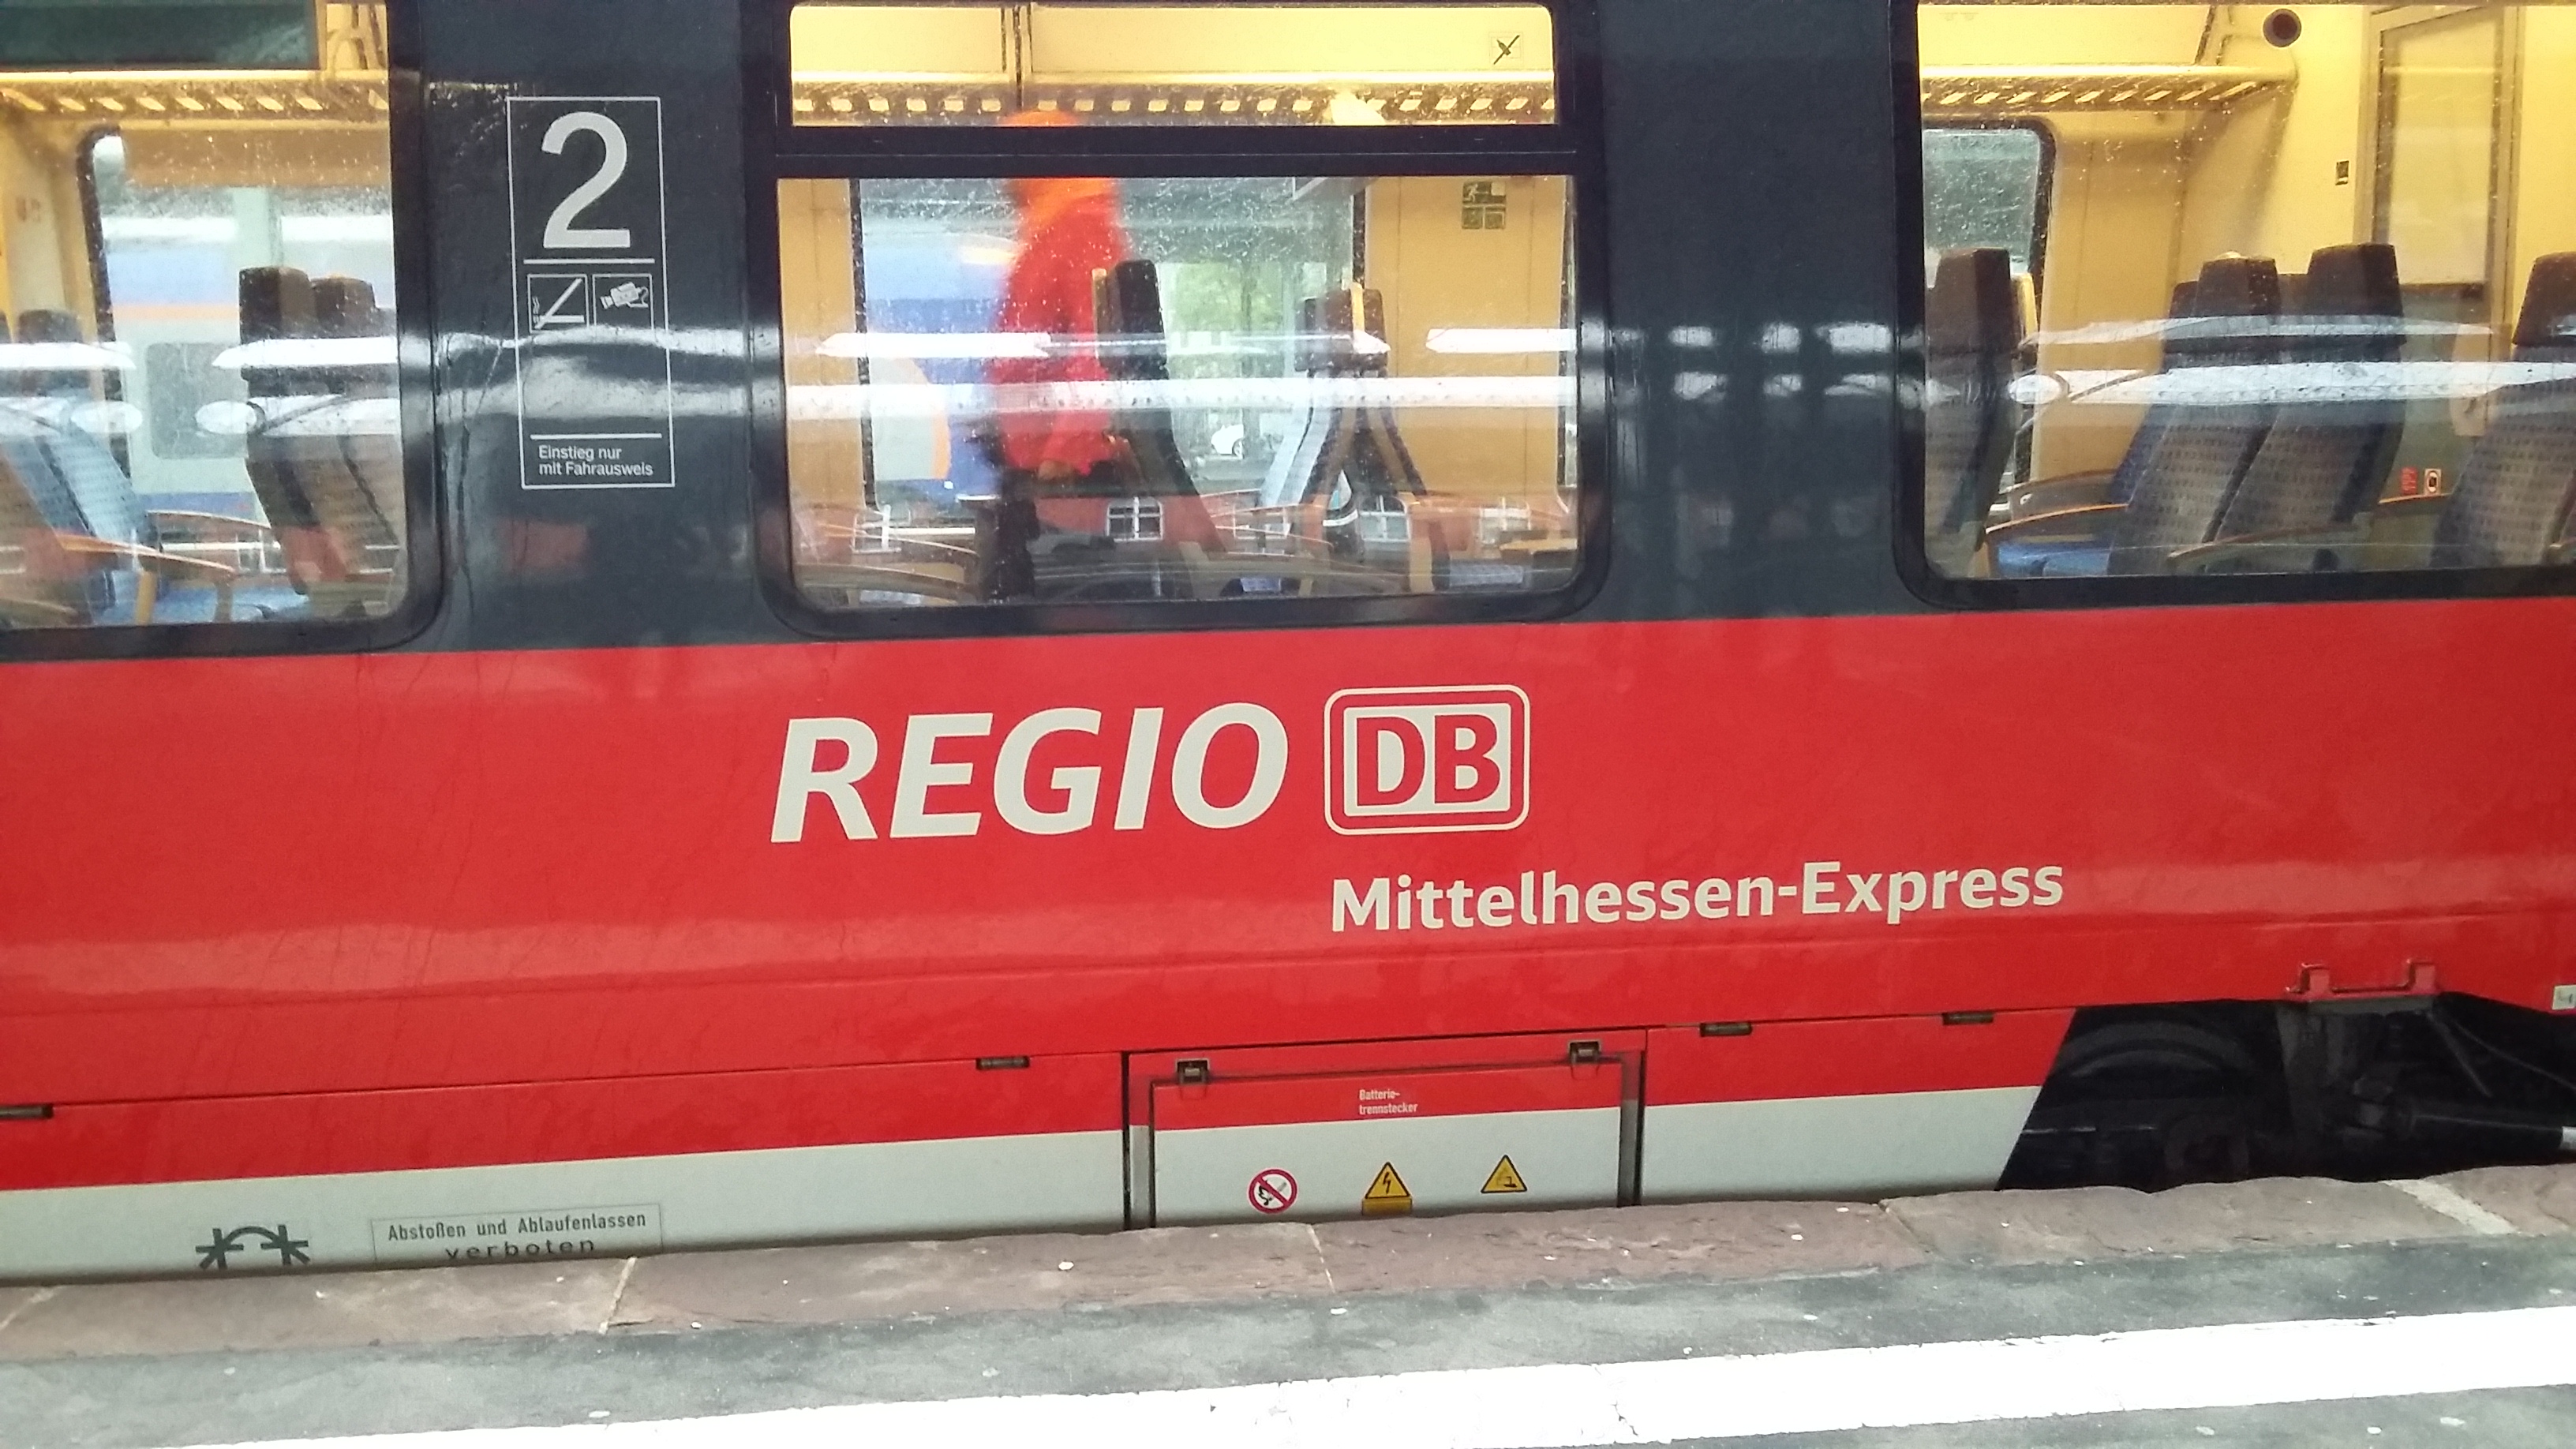 2
Einstieg nur
mit Fahrausweis
REGIO DB
Mittelhessen-Express
Batterie-
trennstecker
Abstoßen und Ablaufenlassen
verboten